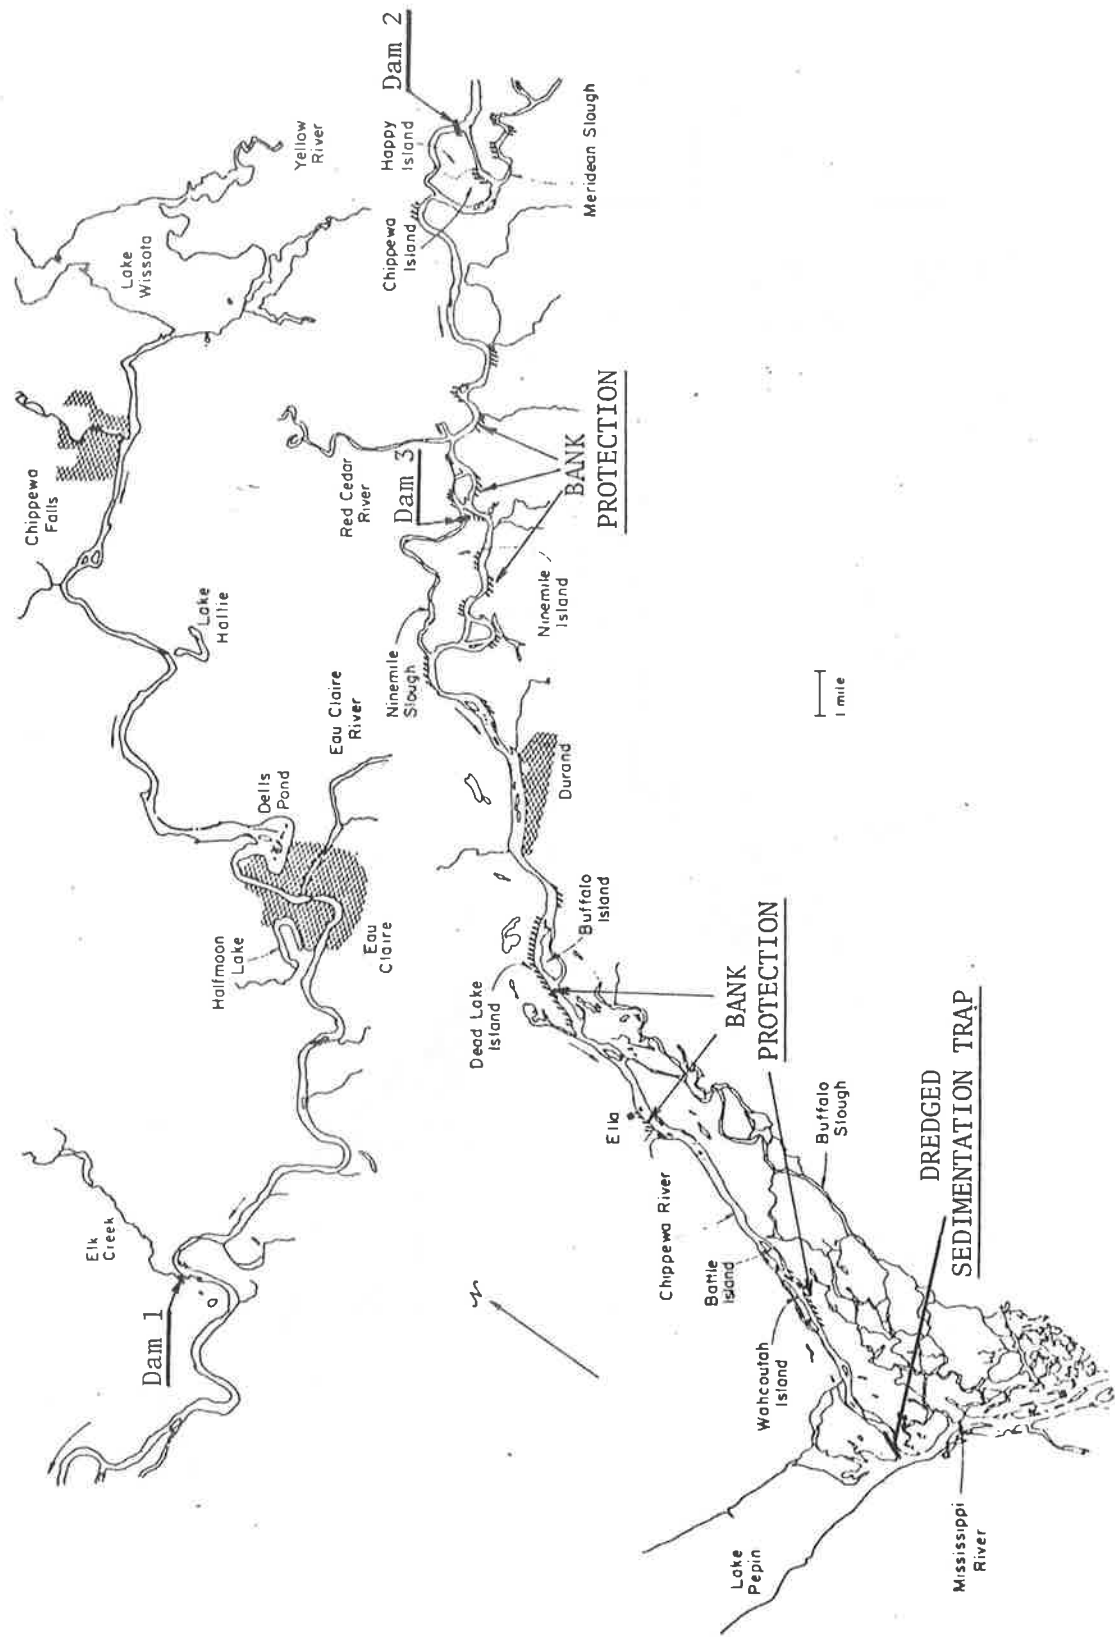 Yellow
River
Lake
Wissota
Chippewa
Falls
Lake
Hallie
Eau Claire
River
Dells
Pond
Halfmoon
Lake
Eau
Claire
Elk
Creek
Dam 1
Dam 2
Happy
Island
Meridean Slough
Chippewa
Island
BANK
PROTECTION
Red Cedar
River
Dam 3
Ninemile
Island
Ninemile
Slough
Durand
1 mile
Buffalo
Island
Dead Lake
Island
BANK
PROTECTION
Ella
Buffalo
Slough
DREDGED
SEDIMENTATION TRAP
Chippewa River
Battle
Island
Wahcoutah
Island
N
Mississippi
River
Lake
Pepin